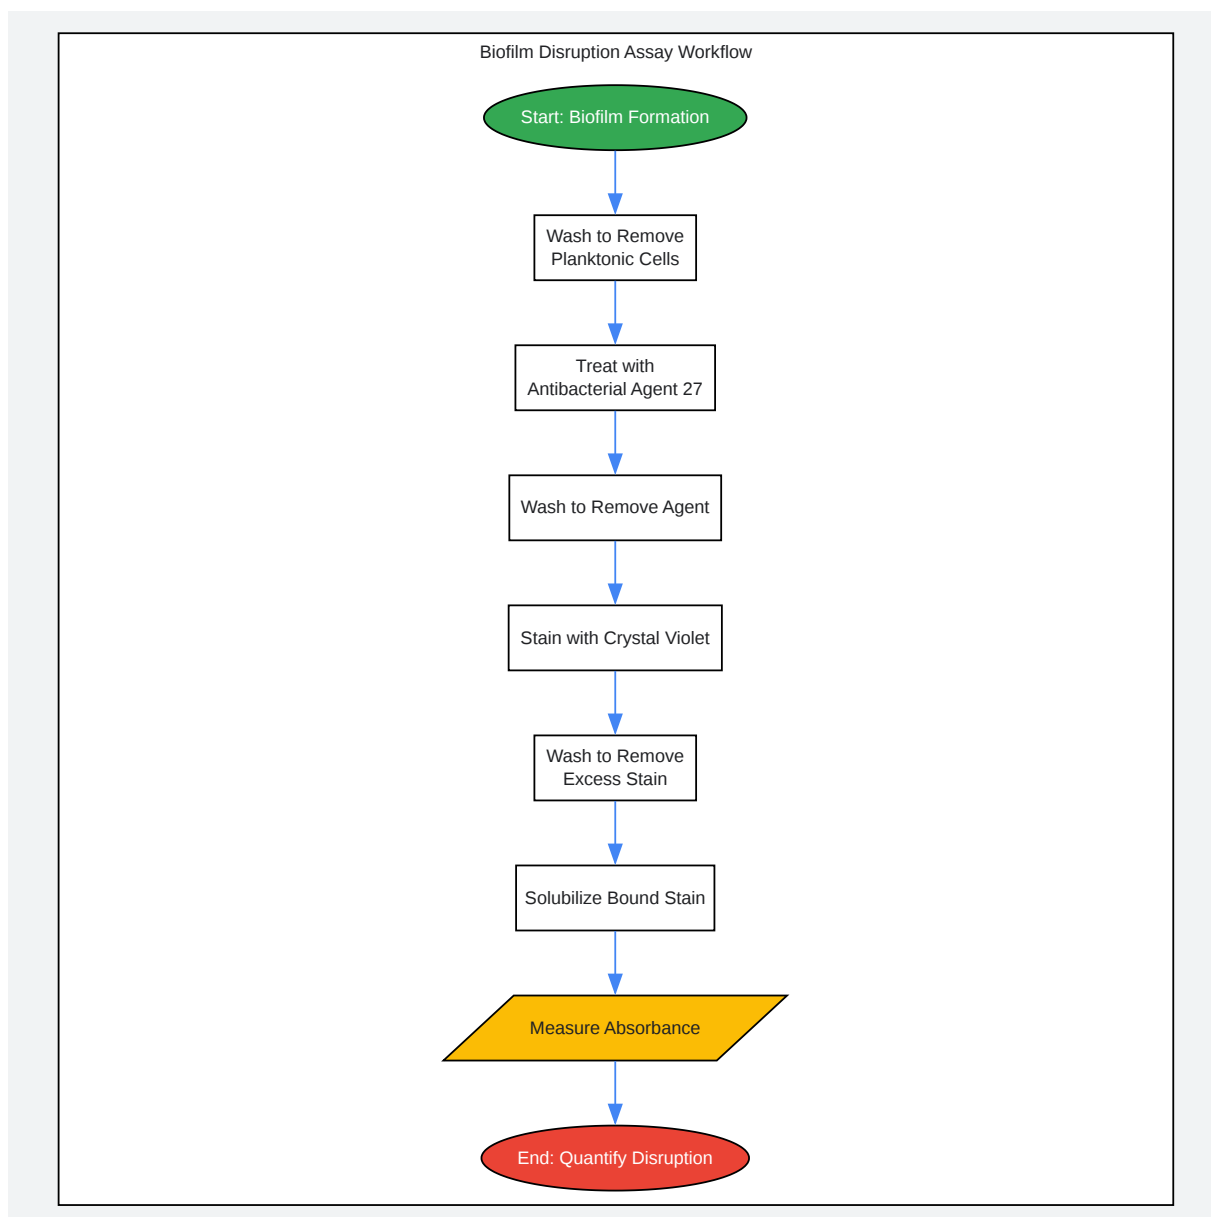 Biofilm Disruption Assay Workflow
Start: Biofilm Formation
Wash to Remove
Planktonic Cells
Treat with
Antibacterial Agent 27
Wash to Remove Agent
Stain with Crystal Violet
Wash to Remove
Excess Stain
Solubilize Bound Stain
Measure Absorbance
End: Quantify Disruption